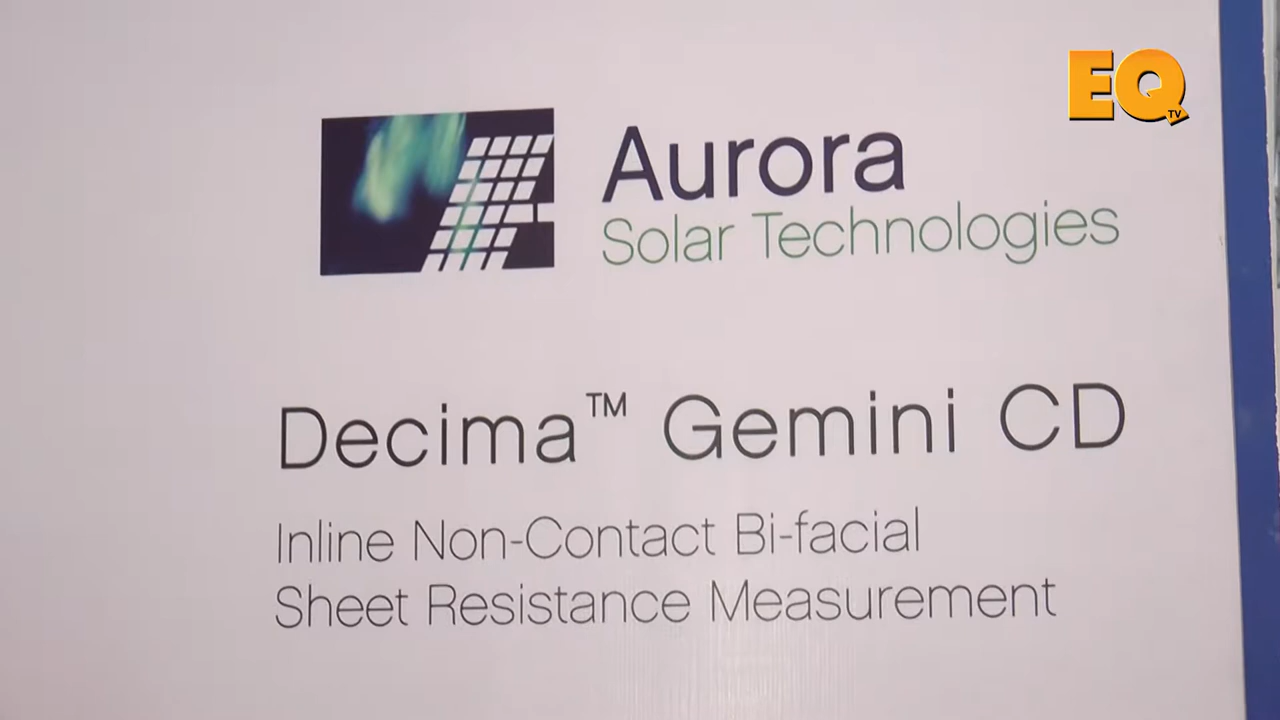 EQ
TV
Aurora
Solar Technologies
Decima™ Gemini CD
Inline Non-Contact Bi-facial
Sheet Resistance Measurement